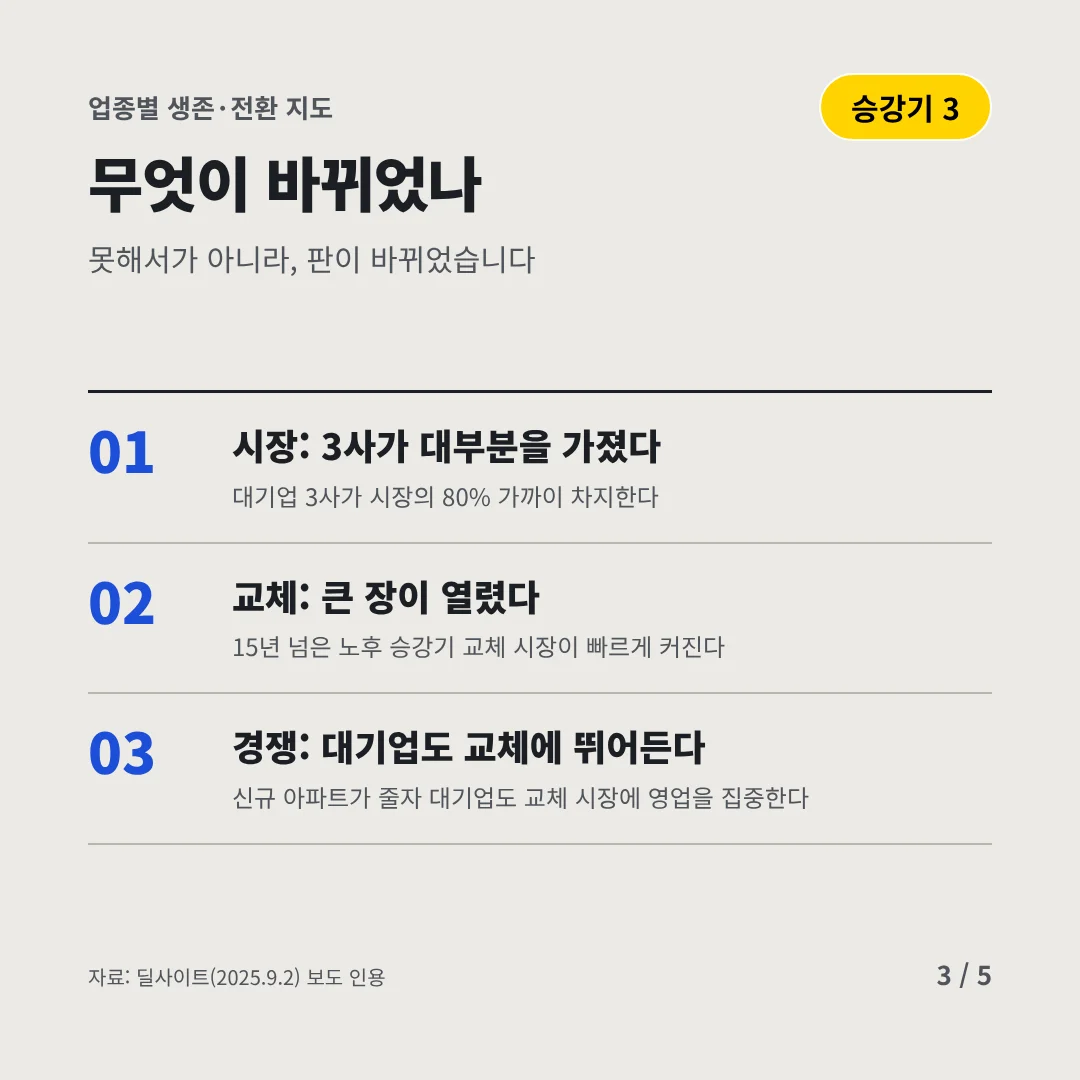 업종별 생존·전환 지도
승강기 3
무엇이 바뀌었나
못해서가 아니라, 판이 바뀌었습니다
01
시장: 3사가 대부분을 가졌다
대기업 3사가 시장의 80% 가까이 차지한다
02
교체: 큰 장이 열렸다
15년 넘은 노후 승강기 교체 시장이 빠르게 커진다
03
경쟁: 대기업도 교체에 뛰어든다
신규 아파트가 줄자 대기업도 교체 시장에 영업을 집중한다
자료: 딜사이트(2025.9.2) 보도 인용
3 / 5